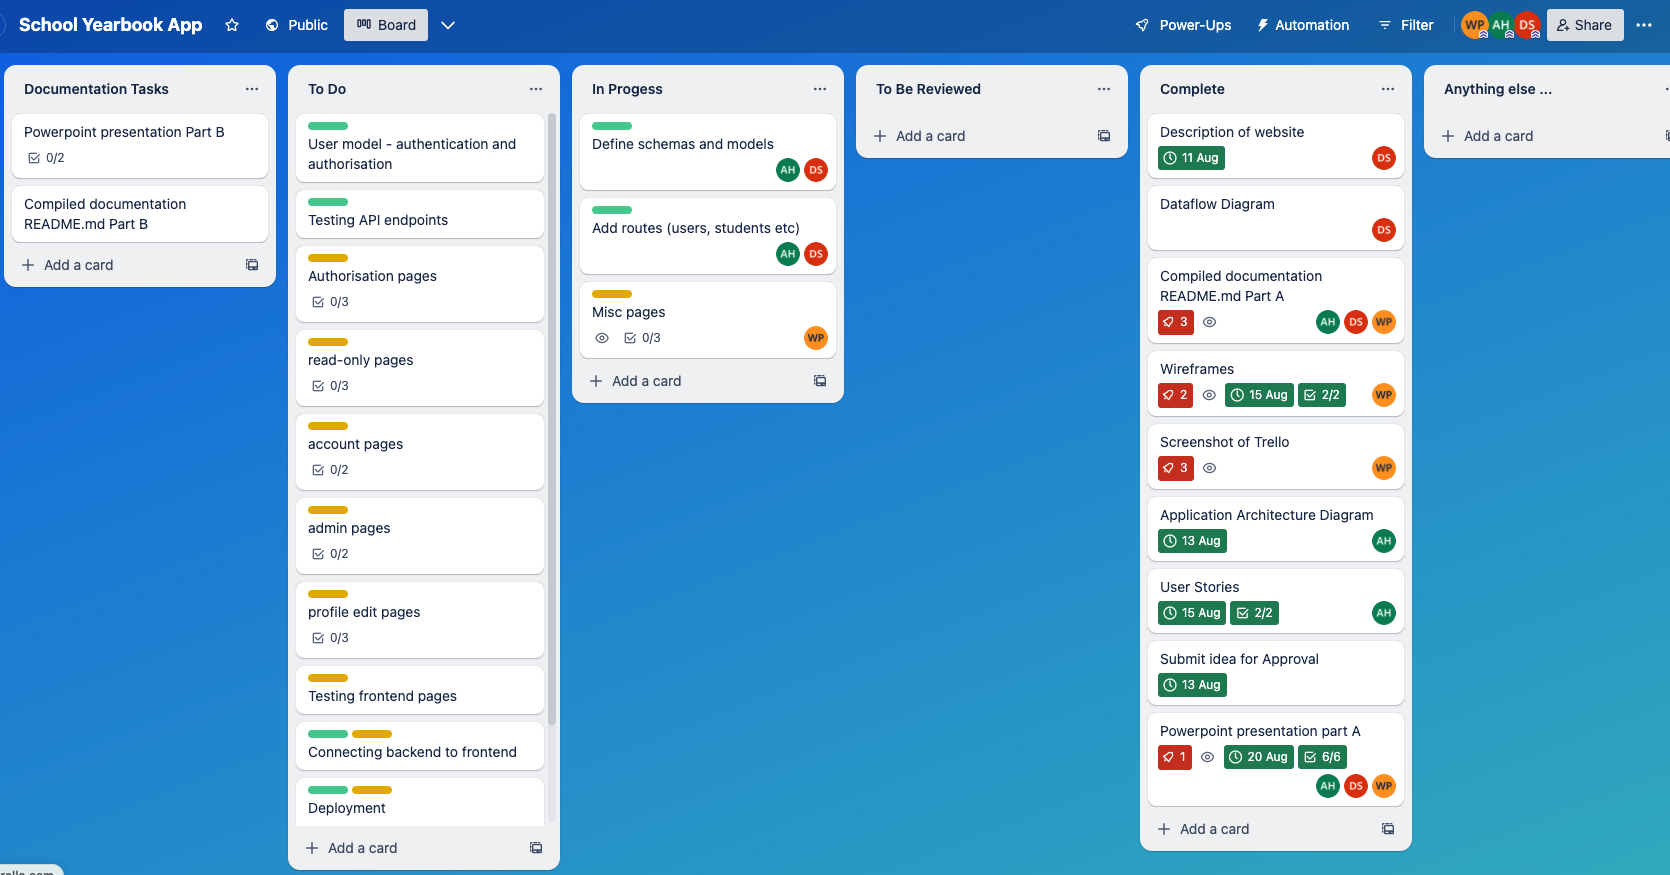 School Yearbook App
Public
Board
Power-Ups
Automation
Filter
WP
AH
DS
Share
Documentation Tasks
Powerpoint presentation Part B
0/2
Compiled documentation
README.md Part B
Add a card
To Do
User model - authentication and
authorisation
Testing API endpoints
Authorisation pages
0/3
read-only pages
0/3
account pages
0/2
admin pages
0/2
profile edit pages
0/3
Testing frontend pages
Connecting backend to frontend
Deployment
Add a card
In Progess
Define schemas and models
AH DS
Add routes (users, students etc)
AH DS
Misc pages
0/3 WP
Add a card
To Be Reviewed
Add a card
Complete
Description of website
11 Aug DS
Dataflow Diagram
DS
Compiled documentation
README.md Part A
3 AH DS WP
Wireframes
2 15 Aug 2/2 WP
Screenshot of Trello
3 WP
Application Architecture Diagram
13 Aug AH
User Stories
15 Aug 2/2 AH
Submit idea for Approval
13 Aug
Powerpoint presentation part A
1 20 Aug 6/6
AH DS WP
Add a card
Anything else ...
Add a card